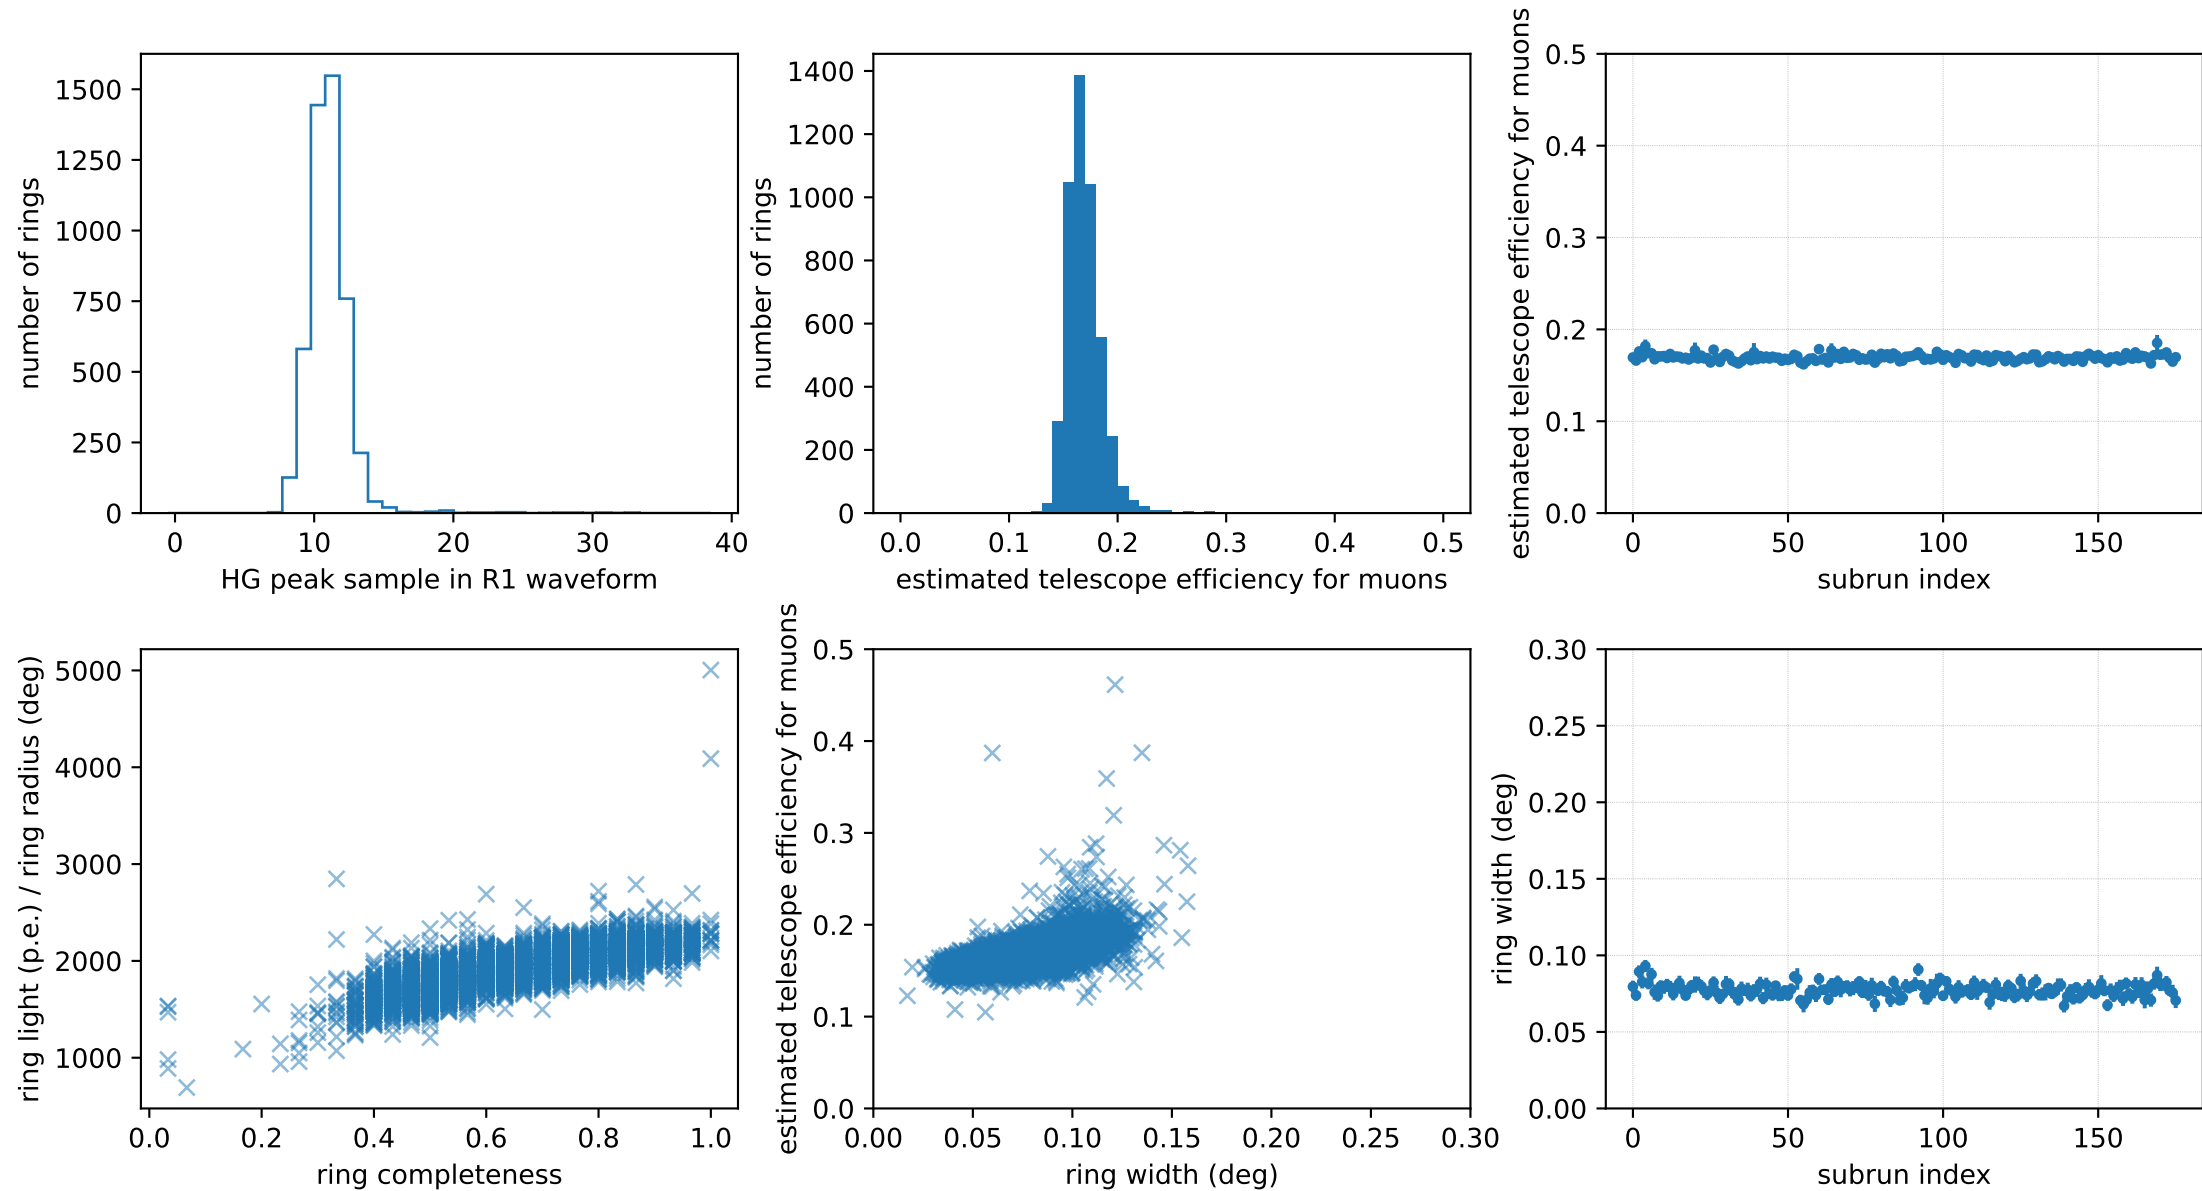 number of rings
1500
1250
1000
750
500
250
0
0 10 20 30 40
HG peak sample in R1 waveform
number of rings
1400
1200
1000
800
600
400
200
0
0.0 0.1 0.2 0.3 0.4 0.5
estimated telescope efficiency for muons
estimated telescope efficiency for muons
0.5
0.4
0.3
0.2
0.1
0.0
0 50 100 150
subrun index
ring light (p.e.) / ring radius (deg)
5000
4000
3000
2000
1000
0.0 0.2 0.4 0.6 0.8 1.0
ring completeness
estimated telescope efficiency for muons
0.5
0.4
0.3
0.2
0.1
0.0
0.00 0.05 0.10 0.15 0.20 0.25 0.30
ring width (deg)
ring width (deg)
0.30
0.25
0.20
0.15
0.10
0.05
0.00
0 50 100 150
subrun index